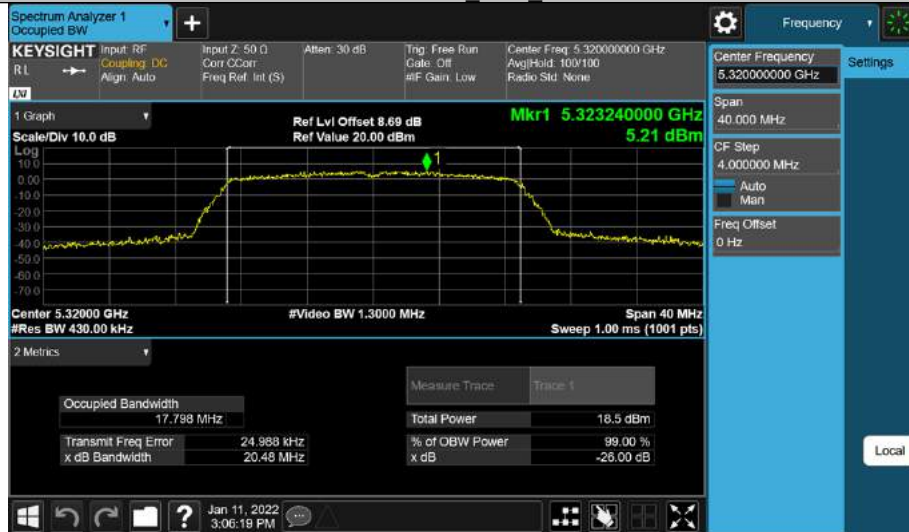 Spectrum Analyzer 1
Occupied BW
+
Frequency
KEYSIGHT
RL
LXI
Input: RF
Coupling: DC
Align: Auto
Input Z: 50 Ω
Corr CCorr
Freq Ref: Int (S)
Atten: 30 dB
Trig: Free Run
Gate: Off
#IF Gain: Low
Center Freq: 5.320000000 GHz
Avg|Hold: 100/100
Radio Std: None
Center Frequency
5.320000000 GHz
Settings
Span
40.000 MHz
CF Step
4.000000 MHz
Auto
Man
Freq Offset
0 Hz
Local
1 Graph
Scale/Div 10.0 dB
Ref Lvl Offset 8.69 dB
Ref Value 20.00 dBm
Mkr1 5.323240000 GHz
5.21 dBm
Log
10.0
0.00
-10.0
-20.0
-30.0
-40.0
-50.0
-60.0
-70.0
1
Center 5.32000 GHz
#Res BW 430.00 kHz
#Video BW 1.3000 MHz
Span 40 MHz
Sweep 1.00 ms (1001 pts)
2 Metrics
Measure Trace
Trace 1
Occupied Bandwidth
17.798 MHz
Total Power
18.5 dBm
Transmit Freq Error
24.988 kHz
% of OBW Power
99.00 %
x dB Bandwidth
20.48 MHz
x dB
-26.00 dB
?
Jan 11, 2022
3:06:19 PM